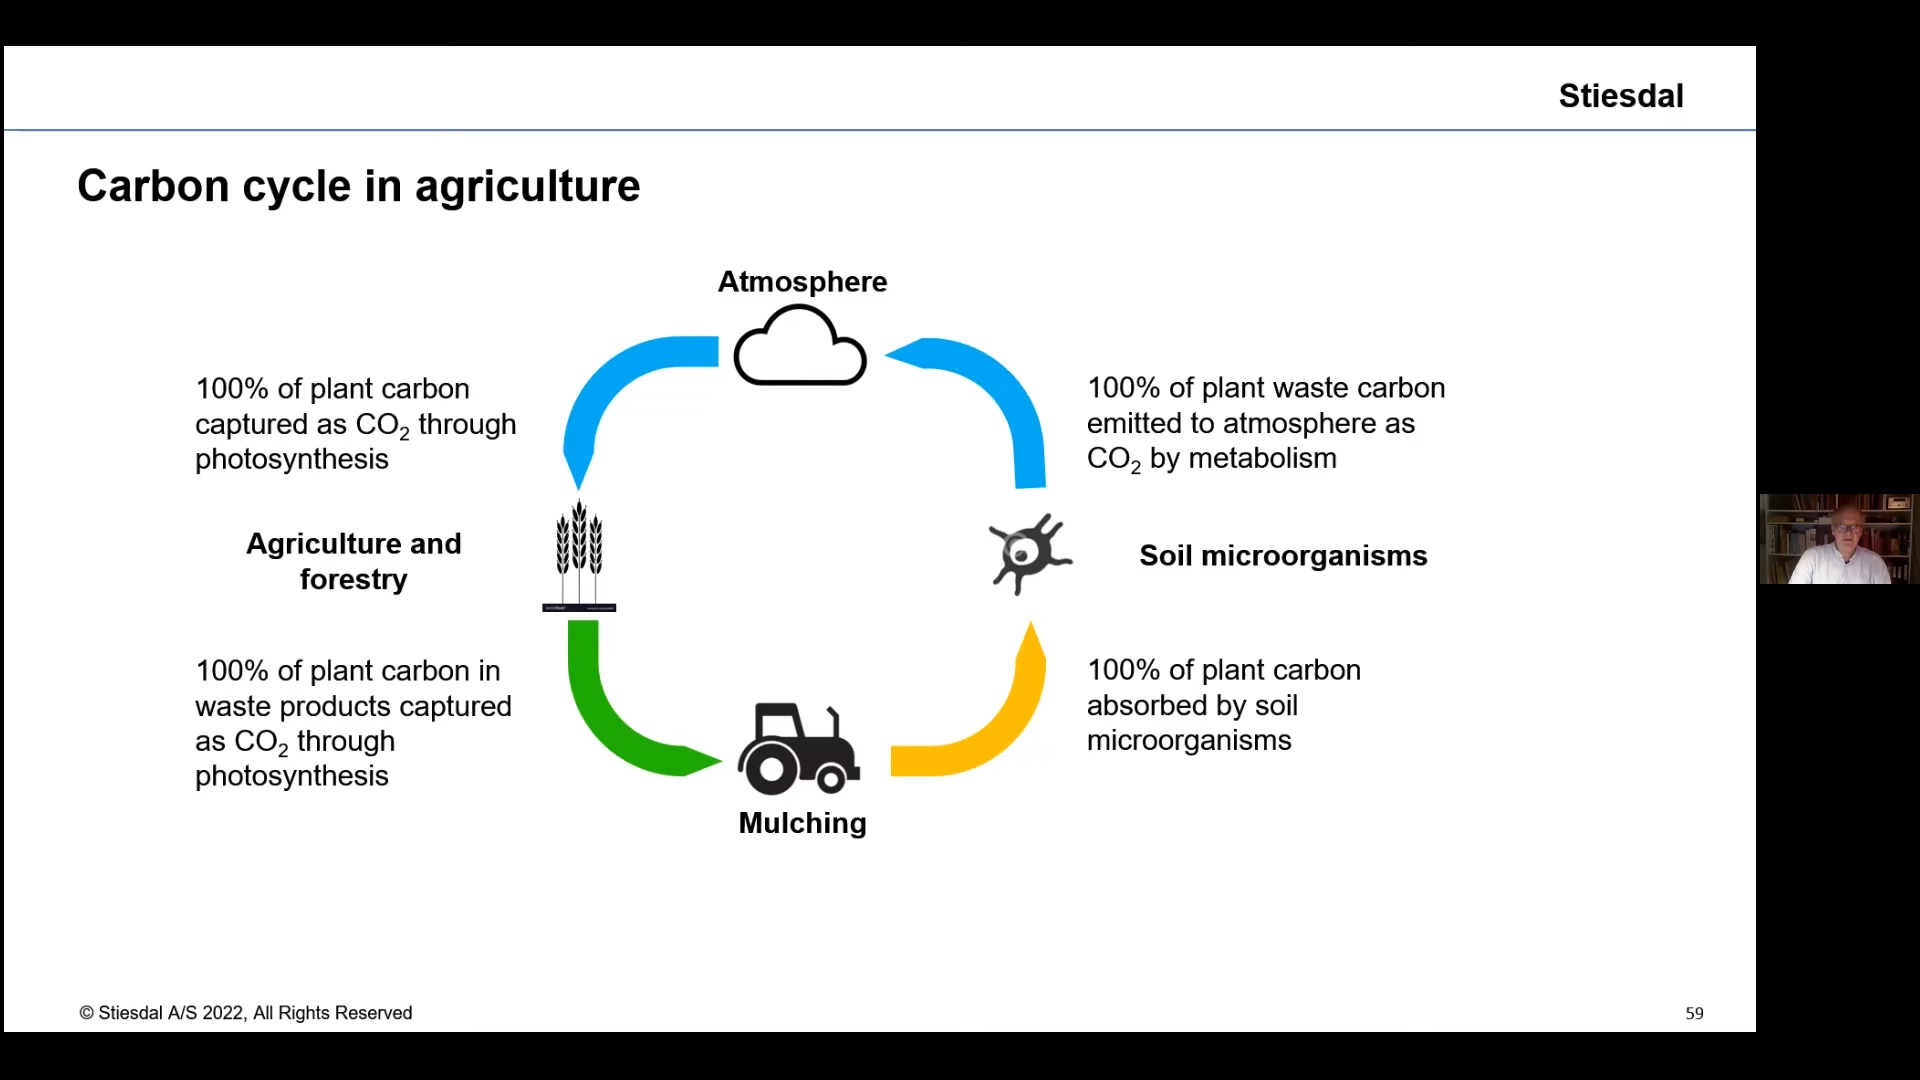 Stiesdal
Carbon cycle in agriculture
Atmosphere
100% of plant carbon
captured as CO₂ through
photosynthesis
100% of plant waste carbon
emitted to atmosphere as
CO₂ by metabolism
Agriculture and
forestry
Soil microorganisms
100% of plant carbon in
waste products captured
as CO₂ through
photosynthesis
100% of plant carbon
absorbed by soil
microorganisms
Mulching
© Stiesdal A/S 2022, All Rights Reserved
59